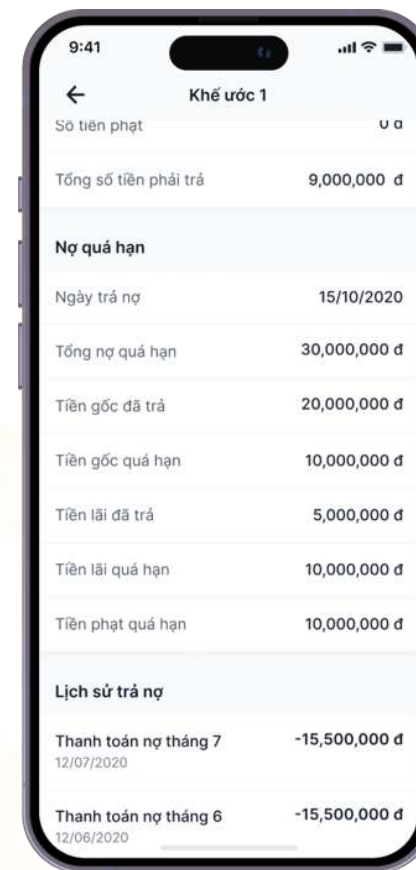 9:41
Khế ước 1
Số tiền phạt 0 đ
Tổng số tiền phải trả 9,000,000 đ
Nợ quá hạn
Ngày trả nợ 15/10/2020
Tổng nợ quá hạn 30,000,000 đ
Tiền gốc đã trả 20,000,000 đ
Tiền gốc quá hạn 10,000,000 đ
Tiền lãi đã trả 5,000,000 đ
Tiền lãi quá hạn 10,000,000 đ
Tiền phạt quá hạn 10,000,000 đ
Lịch sử trả nợ
Thanh toán nợ tháng 7 -15,500,000 đ
12/07/2020
Thanh toán nợ tháng 6 -15,500,000 đ
12/06/2020